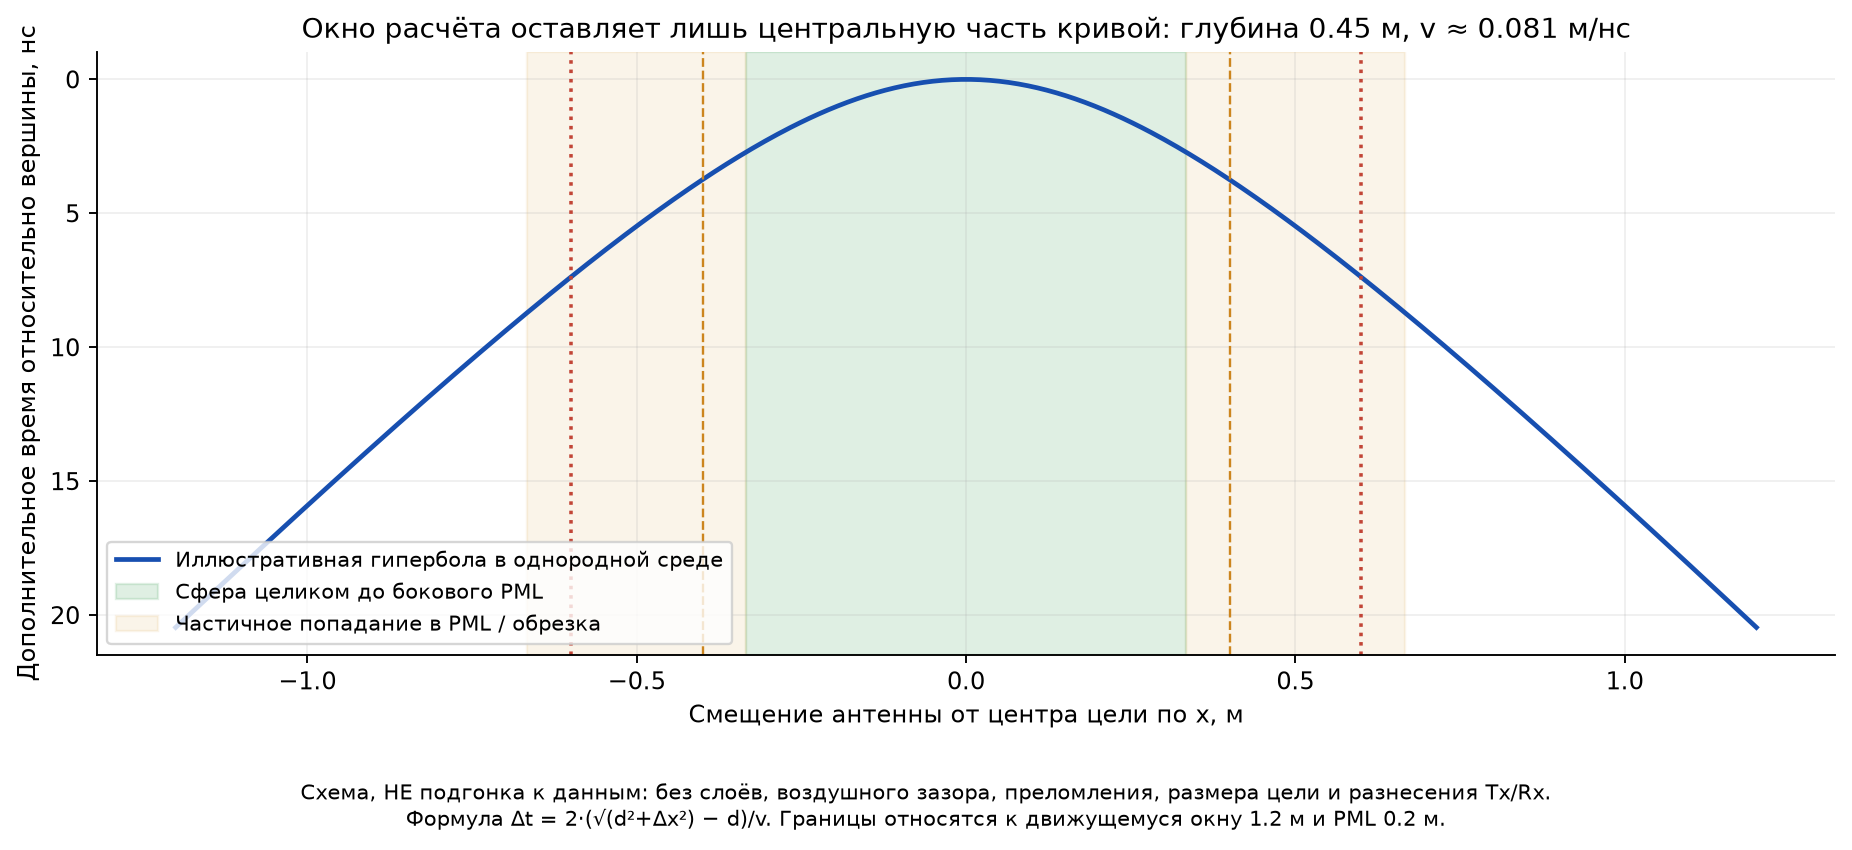 Окно расчёта оставляет лишь центральную часть кривой: глубина 0.45 м, v ≈ 0.081 м/нс
Дополнительное время относительно вершины, нс
0
5
10
15
20
Иллюстративная гипербола в однородной среде
Сфера целиком до бокового PML
Частичное попадание в PML / обрезка
−1.0
−0.5
0.0
0.5
1.0
Смещение антенны от центра цели по x, м
Схема, НЕ подгонка к данным: без слоёв, воздушного зазора, преломления, размера цели и разнесения Tx/Rx.
Формула Δt = 2·(√(d²+Δx²) − d)/v. Границы относятся к движущемуся окну 1.2 м и PML 0.2 м.